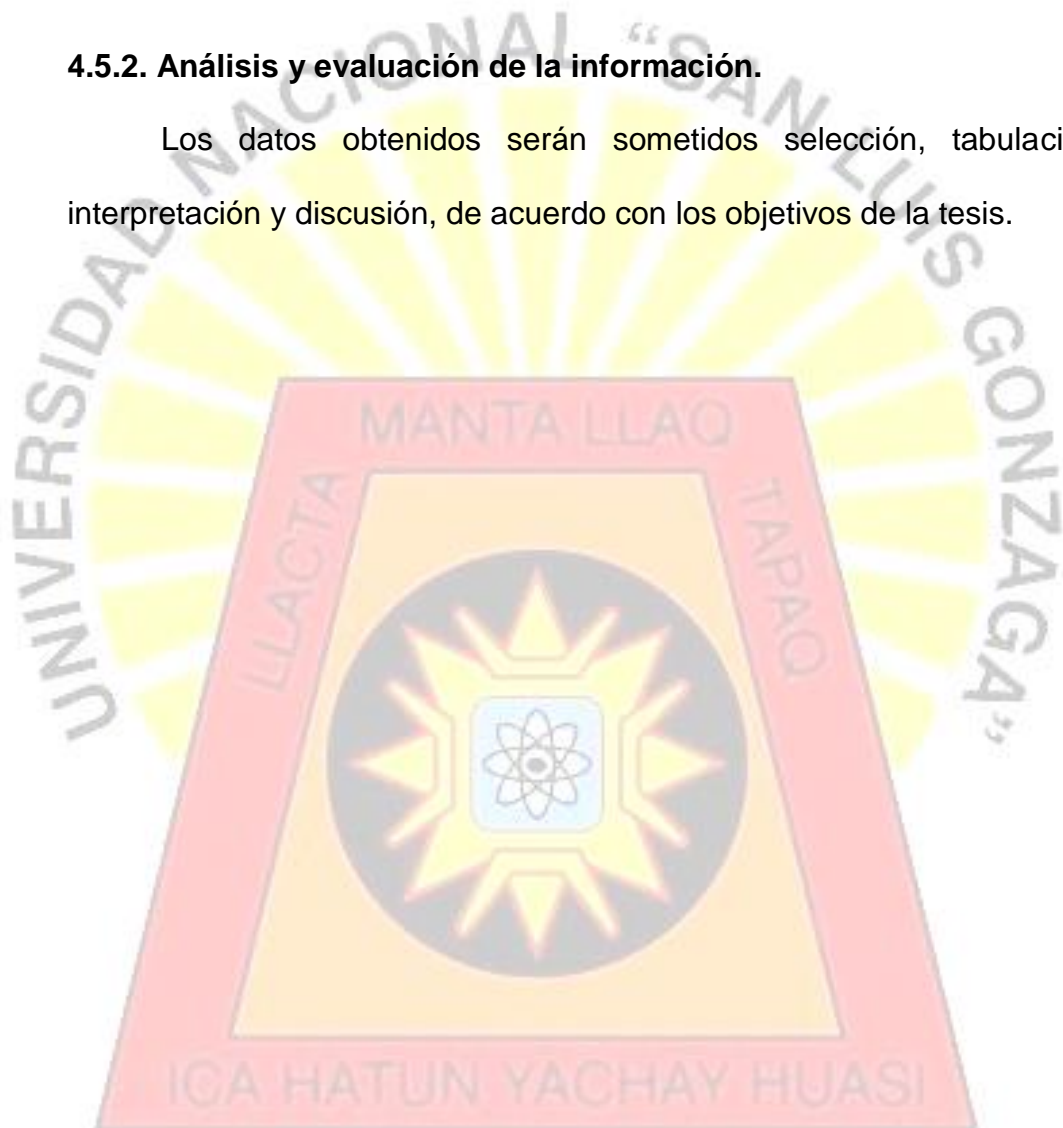 4.5.2. Análisis y evaluación de la información.
Los datos obtenidos serán sometidos selección, tabulaci
interpretación y discusión, de acuerdo con los objetivos de la tesis.
UNIVERSIDAD NACIONAL “SAN LUIS GONZAGA”
LLACTA MANTA LLAQ TAPAQ
ICA HATUN YACHAY HUASI